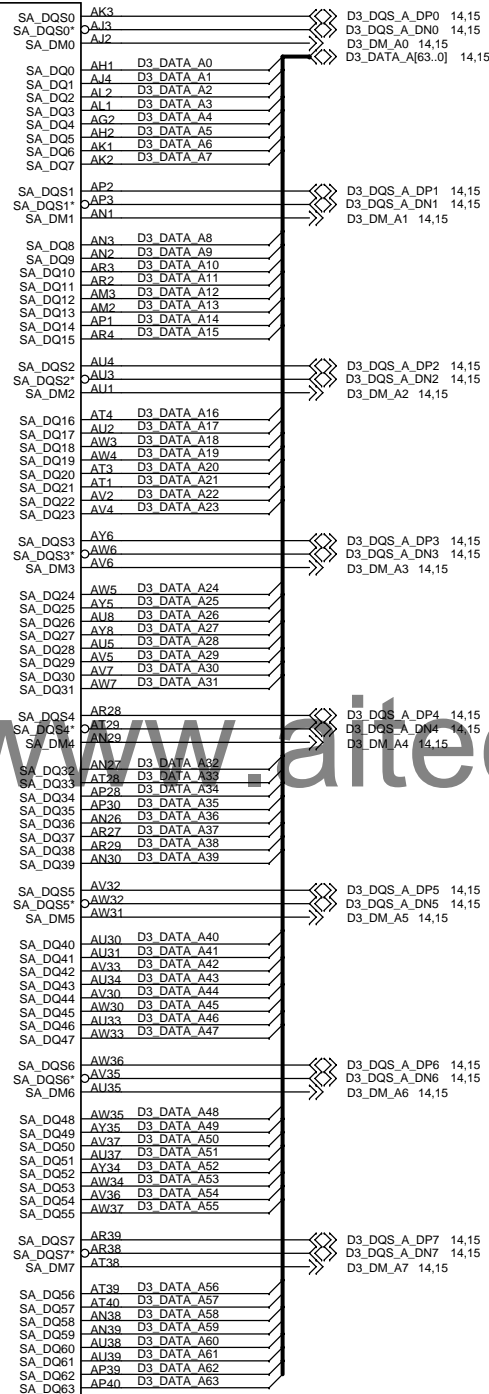 SA_DQS0 AK3 D3_DQS_A_DP0 14,15
SA_DQS0* AJ3 D3_DQS_A_DN0 14,15
SA_DM0 AJ2 D3_DM_A0 14,15
D3_DATA_A[63..0] 14,15
SA_DQ0 AH1 D3_DATA_A0
SA_DQ1 AJ4 D3_DATA_A1
SA_DQ2 AL2 D3_DATA_A2
SA_DQ3 AL1 D3_DATA_A3
SA_DQ4 AG2 D3_DATA_A4
SA_DQ5 AH2 D3_DATA_A5
SA_DQ6 AK1 D3_DATA_A6
SA_DQ7 AK2 D3_DATA_A7
SA_DQS1 AP2 D3_DQS_A_DP1 14,15
SA_DQS1* AP3 D3_DQS_A_DN1 14,15
SA_DM1 AN1 D3_DM_A1 14,15
SA_DQ8 AN3 D3_DATA_A8
SA_DQ9 AN2 D3_DATA_A9
SA_DQ10 AR3 D3_DATA_A10
SA_DQ11 AR2 D3_DATA_A11
SA_DQ12 AM3 D3_DATA_A12
SA_DQ13 AM2 D3_DATA_A13
SA_DQ14 AP1 D3_DATA_A14
SA_DQ15 AR4 D3_DATA_A15
SA_DQS2 AU4 D3_DQS_A_DP2 14,15
SA_DQS2* AU3 D3_DQS_A_DN2 14,15
SA_DM2 AU1 D3_DM_A2 14,15
SA_DQ16 AT4 D3_DATA_A16
SA_DQ17 AU2 D3_DATA_A17
SA_DQ18 AW3 D3_DATA_A18
SA_DQ19 AW4 D3_DATA_A19
SA_DQ20 AT3 D3_DATA_A20
SA_DQ21 AT1 D3_DATA_A21
SA_DQ22 AV2 D3_DATA_A22
SA_DQ23 AV4 D3_DATA_A23
SA_DQS3 AY6 D3_DQS_A_DP3 14,15
SA_DQS3* AW6 D3_DQS_A_DN3 14,15
SA_DM3 AV6 D3_DM_A3 14,15
SA_DQ24 AW5 D3_DATA_A24
SA_DQ25 AY5 D3_DATA_A25
SA_DQ26 AU8 D3_DATA_A26
SA_DQ27 AY8 D3_DATA_A27
SA_DQ28 AU5 D3_DATA_A28
SA_DQ29 AV5 D3_DATA_A29
SA_DQ30 AV7 D3_DATA_A30
SA_DQ31 AW7 D3_DATA_A31
SA_DQS4 AR28 D3_DQS_A_DP4 14,15
SA_DQS4* AT29 D3_DQS_A_DN4 14,15
SA_DM4 AN29 D3_DM_A4 14,15
www.aitec
SA_DQ32 AN27 D3_DATA_A32
SA_DQ33 AT28 D3_DATA_A33
SA_DQ34 AP28 D3_DATA_A34
SA_DQ35 AP30 D3_DATA_A35
SA_DQ36 AN26 D3_DATA_A36
SA_DQ37 AR27 D3_DATA_A37
SA_DQ38 AR29 D3_DATA_A38
SA_DQ39 AN30 D3_DATA_A39
SA_DQS5 AV32 D3_DQS_A_DP5 14,15
SA_DQS5* AW32 D3_DQS_A_DN5 14,15
SA_DM5 AW31 D3_DM_A5 14,15
SA_DQ40 AU30 D3_DATA_A40
SA_DQ41 AU31 D3_DATA_A41
SA_DQ42 AV33 D3_DATA_A42
SA_DQ43 AU34 D3_DATA_A43
SA_DQ44 AV30 D3_DATA_A44
SA_DQ45 AW30 D3_DATA_A45
SA_DQ46 AU33 D3_DATA_A46
SA_DQ47 AW33 D3_DATA_A47
SA_DQS6 AW36 D3_DQS_A_DP6 14,15
SA_DQS6* AV35 D3_DQS_A_DN6 14,15
SA_DM6 AU35 D3_DM_A6 14,15
SA_DQ48 AW35 D3_DATA_A48
SA_DQ49 AY35 D3_DATA_A49
SA_DQ50 AV37 D3_DATA_A50
SA_DQ51 AU37 D3_DATA_A51
SA_DQ52 AY34 D3_DATA_A52
SA_DQ53 AW34 D3_DATA_A53
SA_DQ54 AV36 D3_DATA_A54
SA_DQ55 AW37 D3_DATA_A55
SA_DQS7 AR39 D3_DQS_A_DP7 14,15
SA_DQS7* AR38 D3_DQS_A_DN7 14,15
SA_DM7 AT38 D3_DM_A7 14,15
SA_DQ56 AT39 D3_DATA_A56
SA_DQ57 AT40 D3_DATA_A57
SA_DQ58 AN38 D3_DATA_A58
SA_DQ59 AN39 D3_DATA_A59
SA_DQ60 AU38 D3_DATA_A60
SA_DQ61 AU39 D3_DATA_A61
SA_DQ62 AP39 D3_DATA_A62
SA_DQ63 AP40 D3_DATA_A63